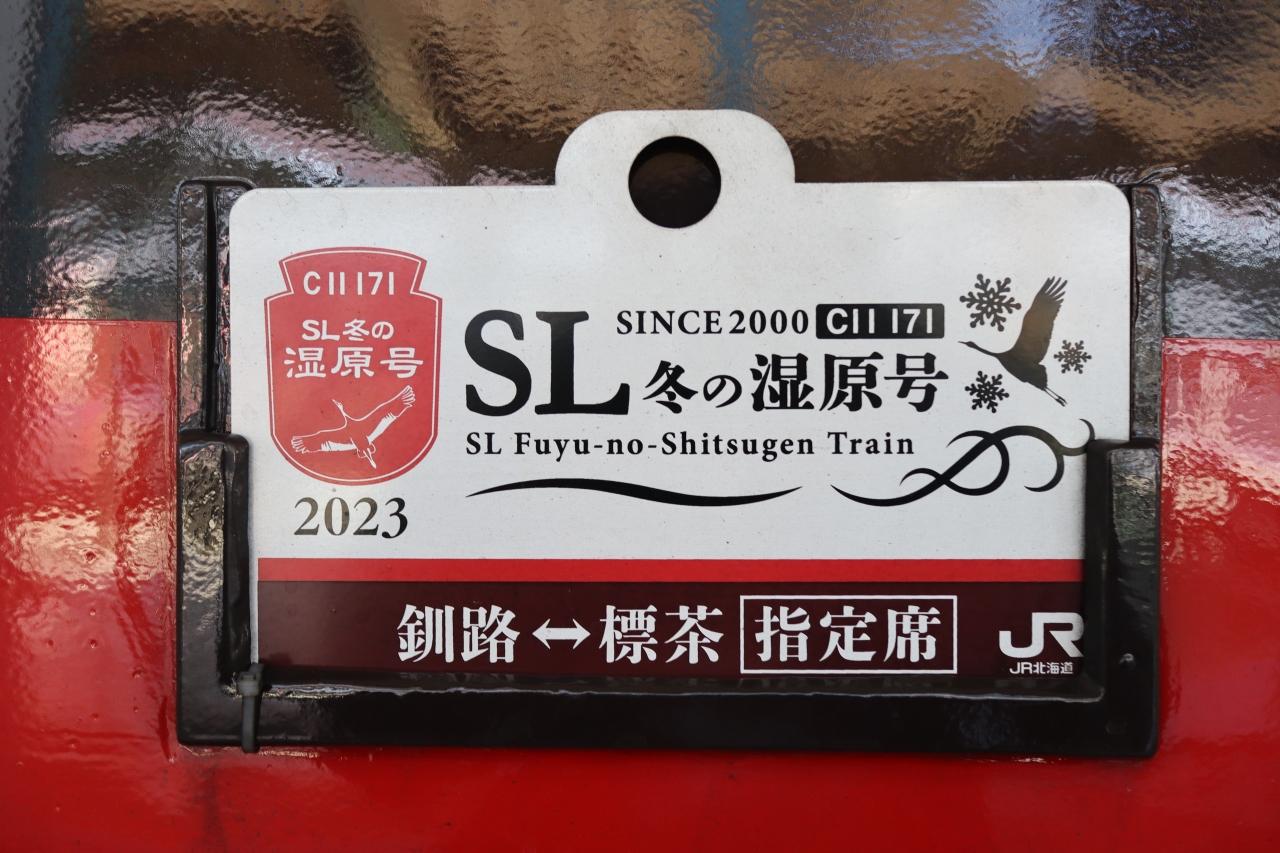 C11 171
SL冬の
湿原号
2023
SINCE 2000 C11 171
SL 冬の湿原号
SL Fuyu-no-Shitsugen Train
釧路↔標茶 指定席
JR
JR北海道